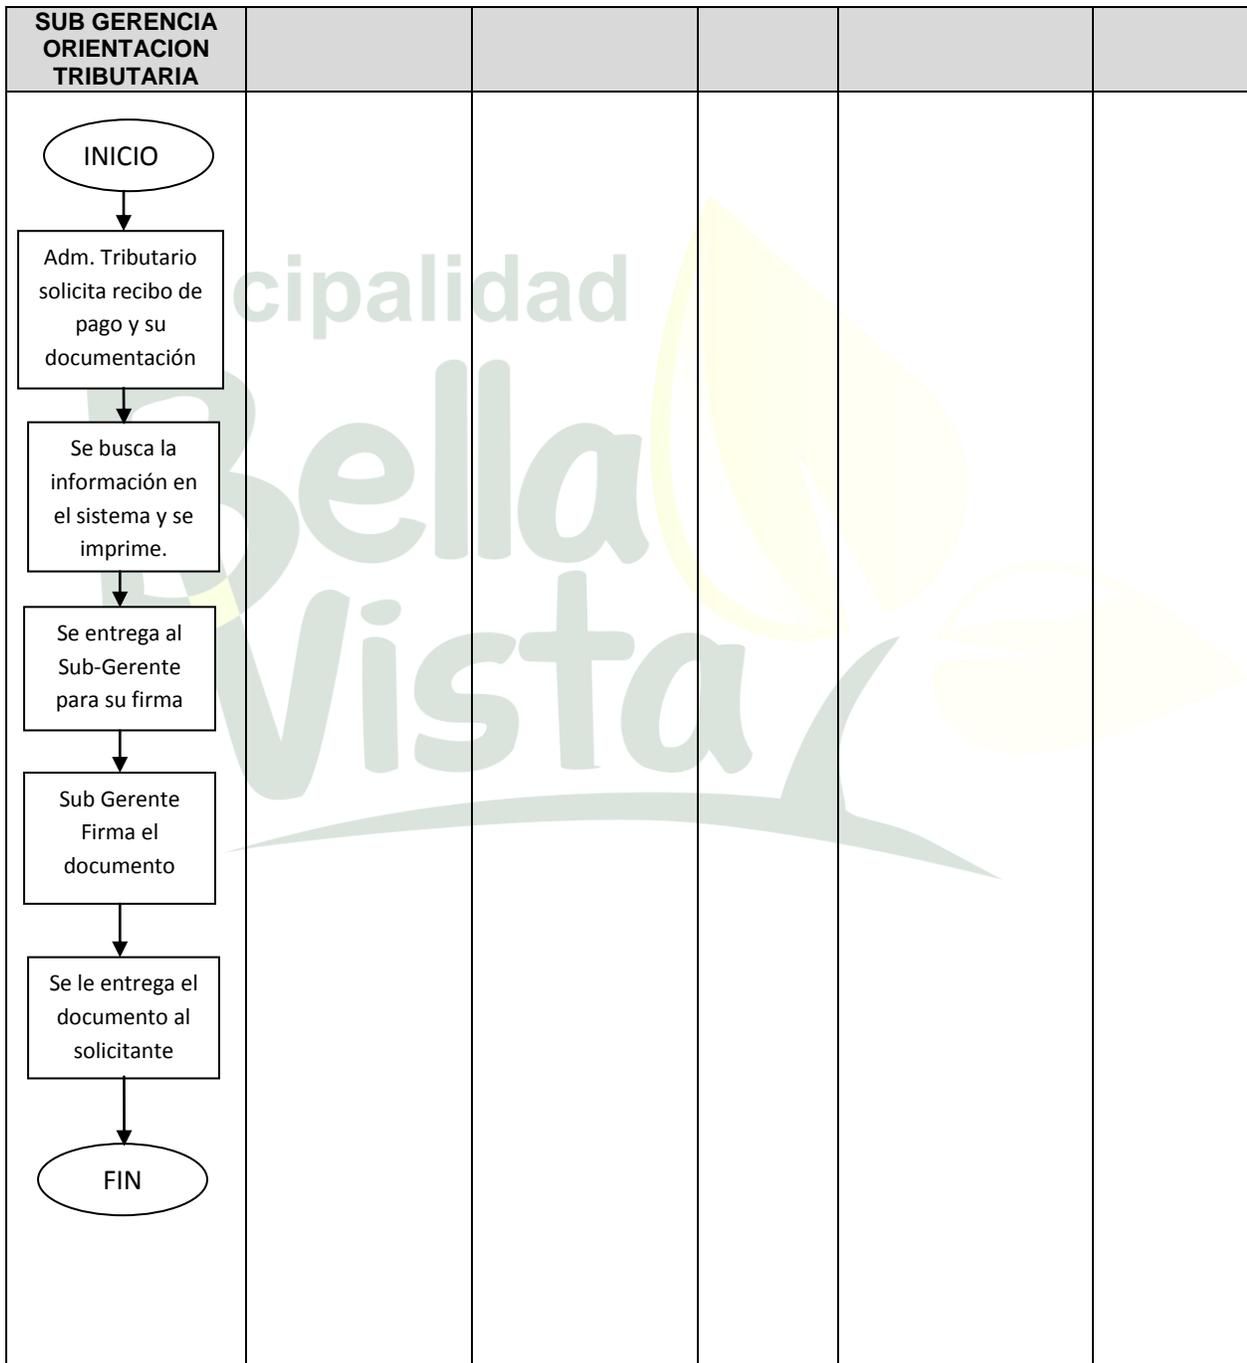 SUB GERENCIA
ORIENTACION
TRIBUTARIA
INICIO
Adm. Tributario
solicita recibo de
pago y su
documentación
Se busca la
información en
el sistema y se
imprime.
Se entrega al
Sub-Gerente
para su firma
Sub Gerente
Firma el
documento
Se le entrega el
documento al
solicitante
FIN
cipalidad
Bella
Vista